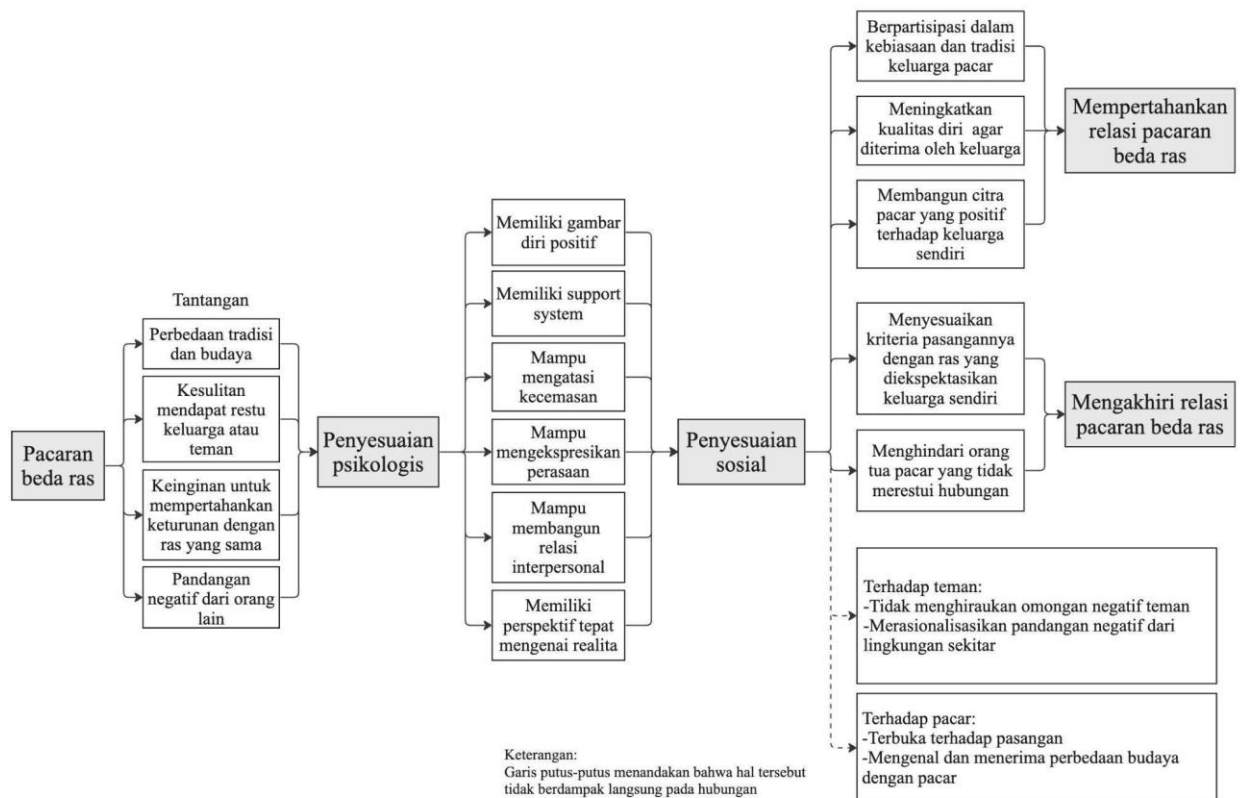 Pacaran
beda ras
Tantangan
Perbedaan tradisi
dan budaya
Kesulitan
mendapat restu
keluarga atau
teman
Keinginan untuk
mempertahankan
keturunan dengan
ras yang sama
Pandangan
negatif dari orang
lain
Penyesuaian
psikologis
Memiliki gambar
diri positif
Memiliki support
system
Mampu
mengatasi
kecemasan
Mampu
mengekspresikan
perasaan
Mampu
membangun
relasi
interpersonal
Memiliki
perspektif tepat
mengenai realita
Penyesuaian
sosial
Berpartisipasi dalam
kebiasaan dan tradisi
keluarga pacar
Meningkatkan
kualitas diri agar
diterima oleh keluarga
Membangun citra
pacar yang positif
terhadap keluarga
sendiri
Mempertahankan
relasi pacaran
beda ras
Menyesuaikan
kriteria pasangannya
dengan ras yang
diekspektasikan
keluarga sendiri
Menghindari orang
tua pacar yang tidak
merestui hubungan
Mengakhiri relasi
pacaran beda ras
Terhadap teman:
-Tidak menghiraukan omongan negatif teman
-Merasionalisasikan pandangan negatif dari
lingkungan sekitar
Terhadap pacar:
-Terbuka terhadap pasangan
-Mengenal dan menerima perbedaan budaya
dengan pacar
Keterangan:
Garis putus-putus menandakan bahwa hal tersebut
tidak berdampak langsung pada hubungan